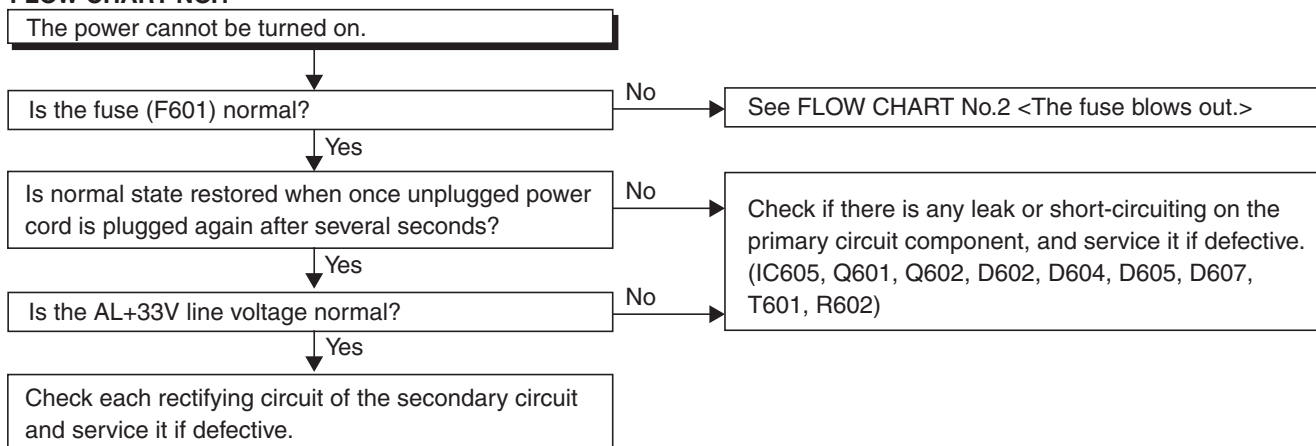 The power cannot be turned on.
Is the fuse (F601) normal?
No
See FLOW CHART No.2 <The fuse blows out.>
Yes
Is normal state restored when once unplugged power
cord is plugged again after several seconds?
No
Check if there is any leak or short-circuiting on the
primary circuit component, and service it if defective.
(IC605, Q601, Q602, D602, D604, D605, D607,
T601, R602)
Yes
Is the AL+33V line voltage normal?
No
Yes
Check each rectifying circuit of the secondary circuit
and service it if defective.